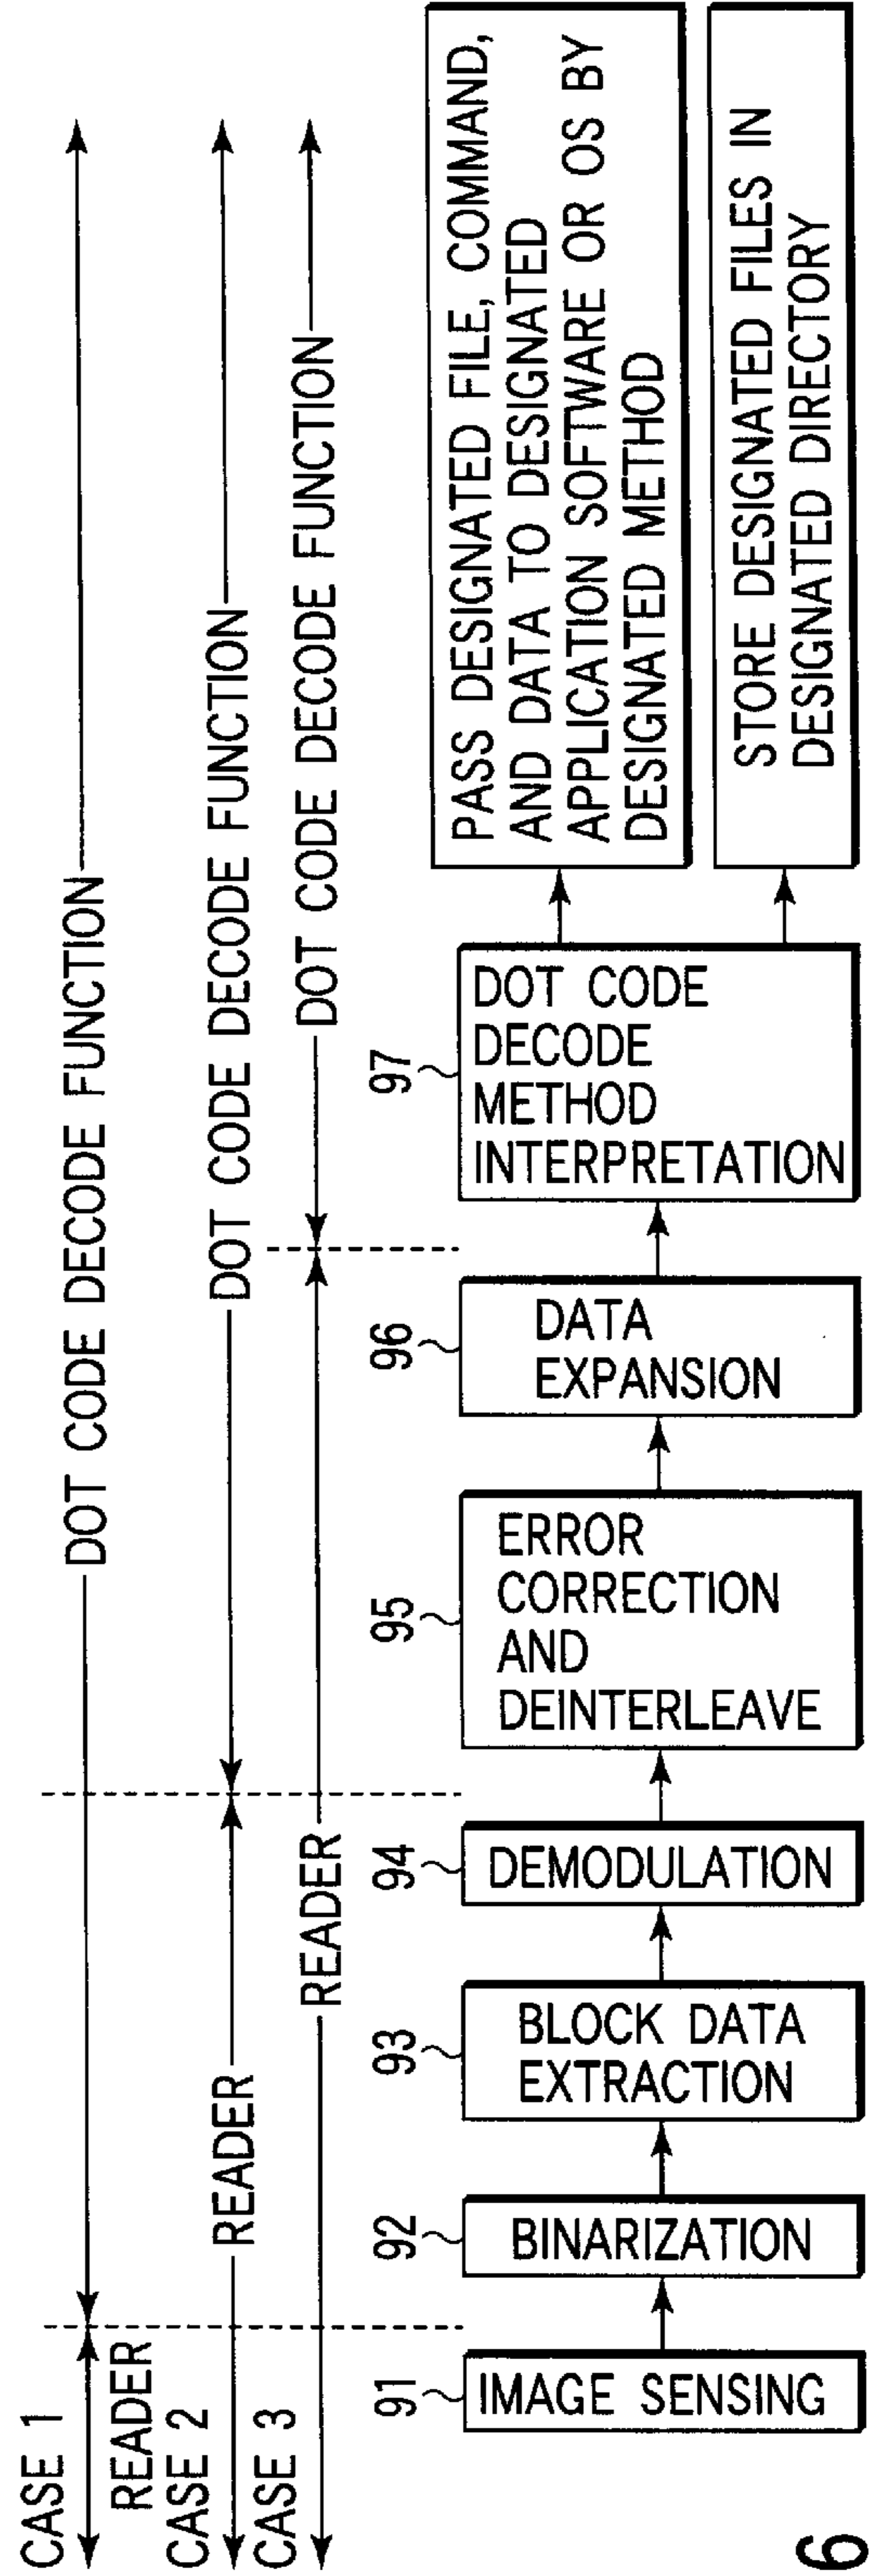 CASE 1
READER
DOT CODE DECODE FUNCTION
CASE 2
READER
DOT CODE DECODE FUNCTION
CASE 3
READER
DOT CODE DECODE FUNCTION
91
IMAGE SENSING
92
BINARIZATION
93
BLOCK DATA
EXTRACTION
94
DEMODULATION
95
ERROR
CORRECTION
AND
DEINTERLEAVE
96
DATA
EXPANSION
97
DOT CODE
DECODE
METHOD
INTERPRETATION
PASS DESIGNATED FILE, COMMAND,
AND DATA TO DESIGNATED
APPLICATION SOFTWARE OR OS BY
DESIGNATED METHOD
STORE DESIGNATED FILES IN
DESIGNATED DIRECTORY
6